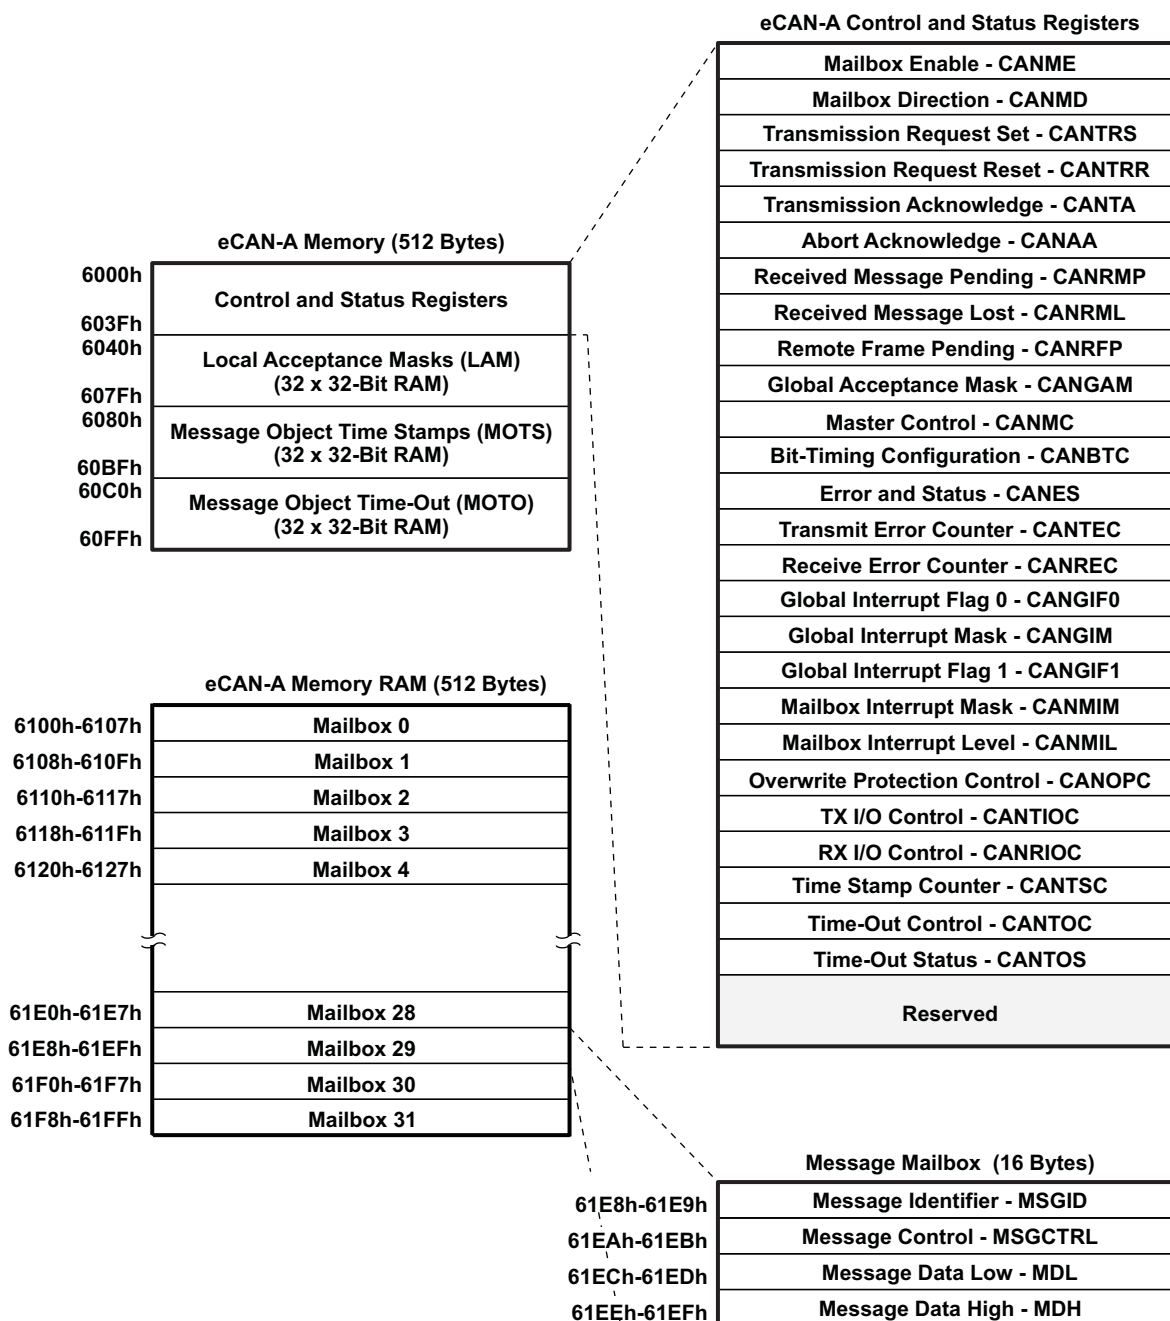 eCAN-A Control and Status Registers
Mailbox Enable - CANME
Mailbox Direction - CANMD
Transmission Request Set - CANTRS
Transmission Request Reset - CANTRR
Transmission Acknowledge - CANTA
Abort Acknowledge - CANAA
Received Message Pending - CANRMP
Received Message Lost - CANRML
Remote Frame Pending - CANRFP
Global Acceptance Mask - CANGAM
Master Control - CANMC
Bit-Timing Configuration - CANBTC
Error and Status - CANES
Transmit Error Counter - CANTEC
Receive Error Counter - CANREC
Global Interrupt Flag 0 - CANGIF0
Global Interrupt Mask - CANGIM
Global Interrupt Flag 1 - CANGIF1
Mailbox Interrupt Mask - CANMIM
Mailbox Interrupt Level - CANMIL
Overwrite Protection Control - CANOPC
TX I/O Control - CANTIOC
RX I/O Control - CANRIOC
Time Stamp Counter - CANTSC
Time-Out Control - CANTOC
Time-Out Status - CANTOS
Reserved
eCAN-A Memory (512 Bytes)
6000h
Control and Status Registers
603Fh
6040h
Local Acceptance Masks (LAM)
(32 x 32-Bit RAM)
607Fh
6080h
Message Object Time Stamps (MOTS)
(32 x 32-Bit RAM)
60BFh
60C0h
Message Object Time-Out (MOTO)
(32 x 32-Bit RAM)
60FFh
eCAN-A Memory RAM (512 Bytes)
6100h-6107h Mailbox 0
6108h-610Fh Mailbox 1
6110h-6117h Mailbox 2
6118h-611Fh Mailbox 3
6120h-6127h Mailbox 4
61E0h-61E7h Mailbox 28
61E8h-61EFh Mailbox 29
61F0h-61F7h Mailbox 30
61F8h-61FFh Mailbox 31
Message Mailbox (16 Bytes)
61E8h-61E9h Message Identifier - MSGID
61EAh-61EBh Message Control - MSGCTRL
61ECh-61EDh Message Data Low - MDL
61EEh-61EFh Message Data High - MDH